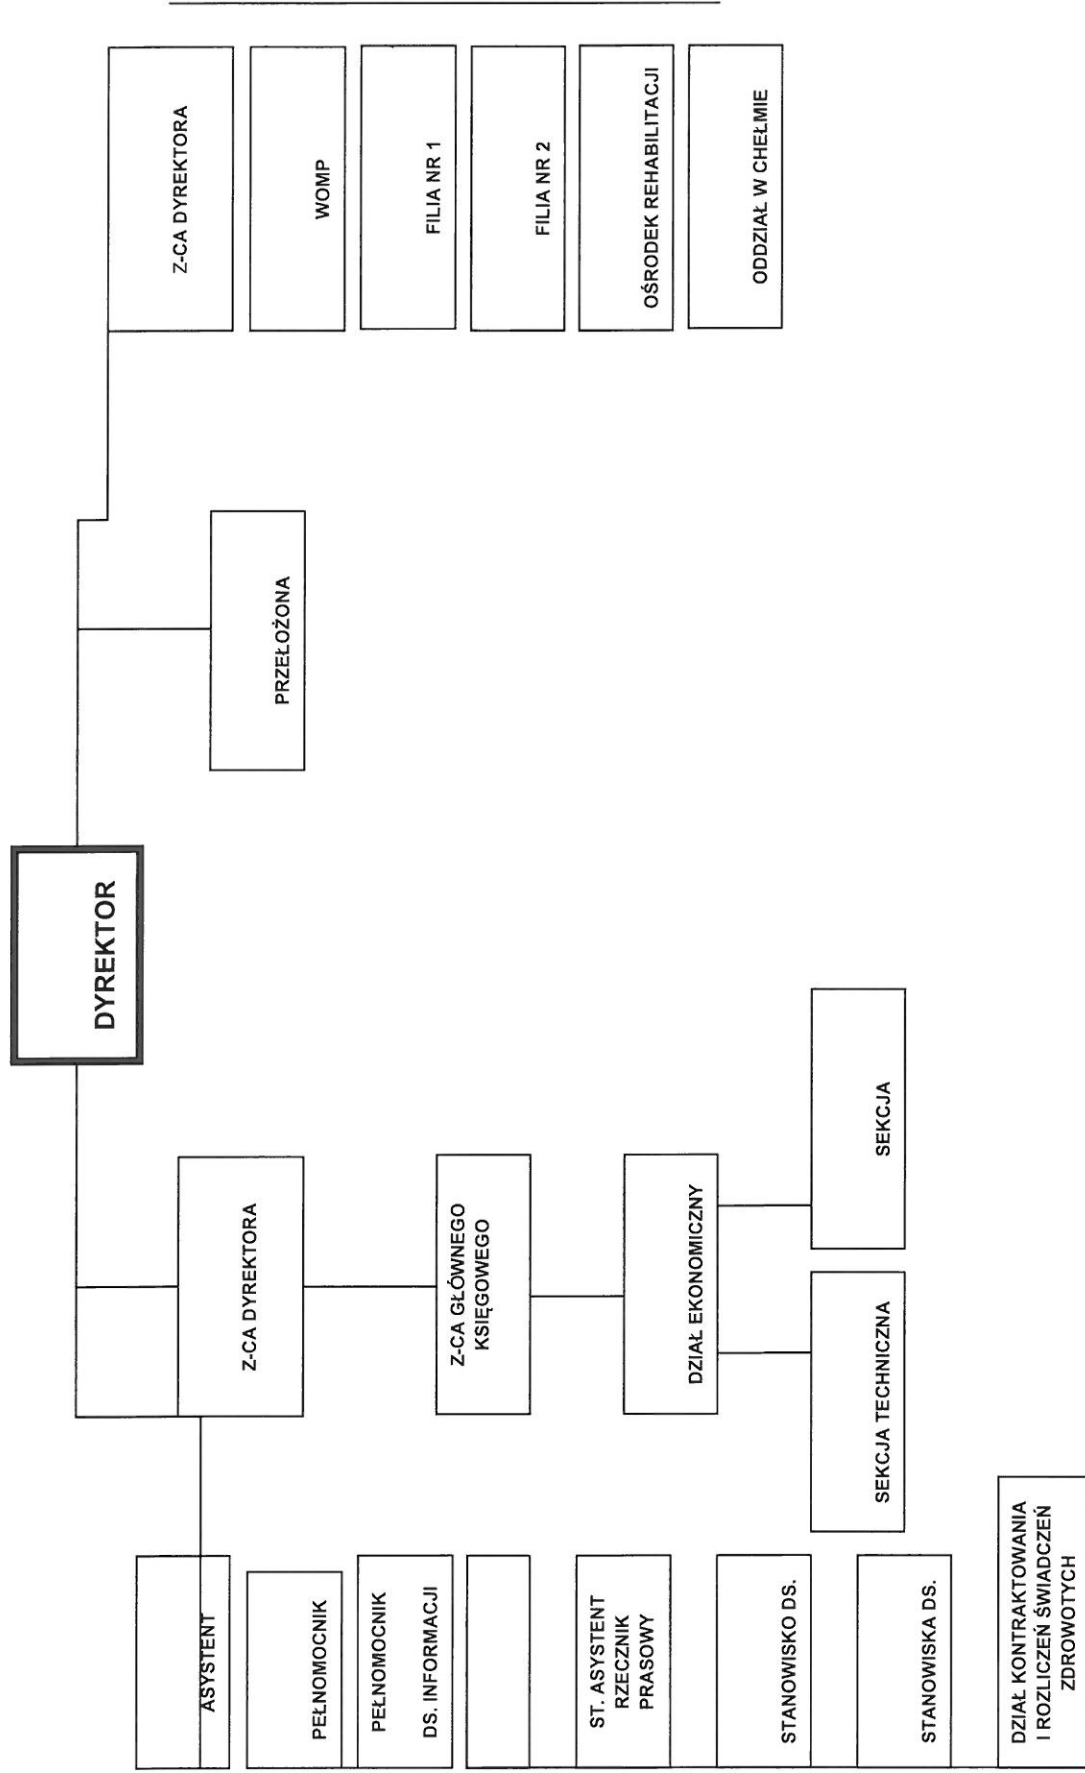 DYREKTOR
Z-CA DYREKTORA
WOMP
FILIA NR 1
FILIA NR 2
OŚRODEK REHABILITACJI
ODDZIAŁ W CHEŁMIE
PRZEŁOŻONA
Z-CA DYREKTORA
Z-CA GŁÓWNEGO
KSIĘGOWEGO
DZIAŁ EKONOMICZNY
SEKCJA TECHNICZNA
SEKCJA
ASYSTENT
PEŁNOMOCNIK
PEŁNOMOCNIK
DS. INFORMACJI
ST. ASYSTENT
RZECZNIK
PRASOWY
STANOWISKO DS.
STANOWISKA DS.
DZIAŁ KONTRAKTOWANIA
I ROZLICZEŃ ŚWIADCZEŃ
ZDROWOTYCH